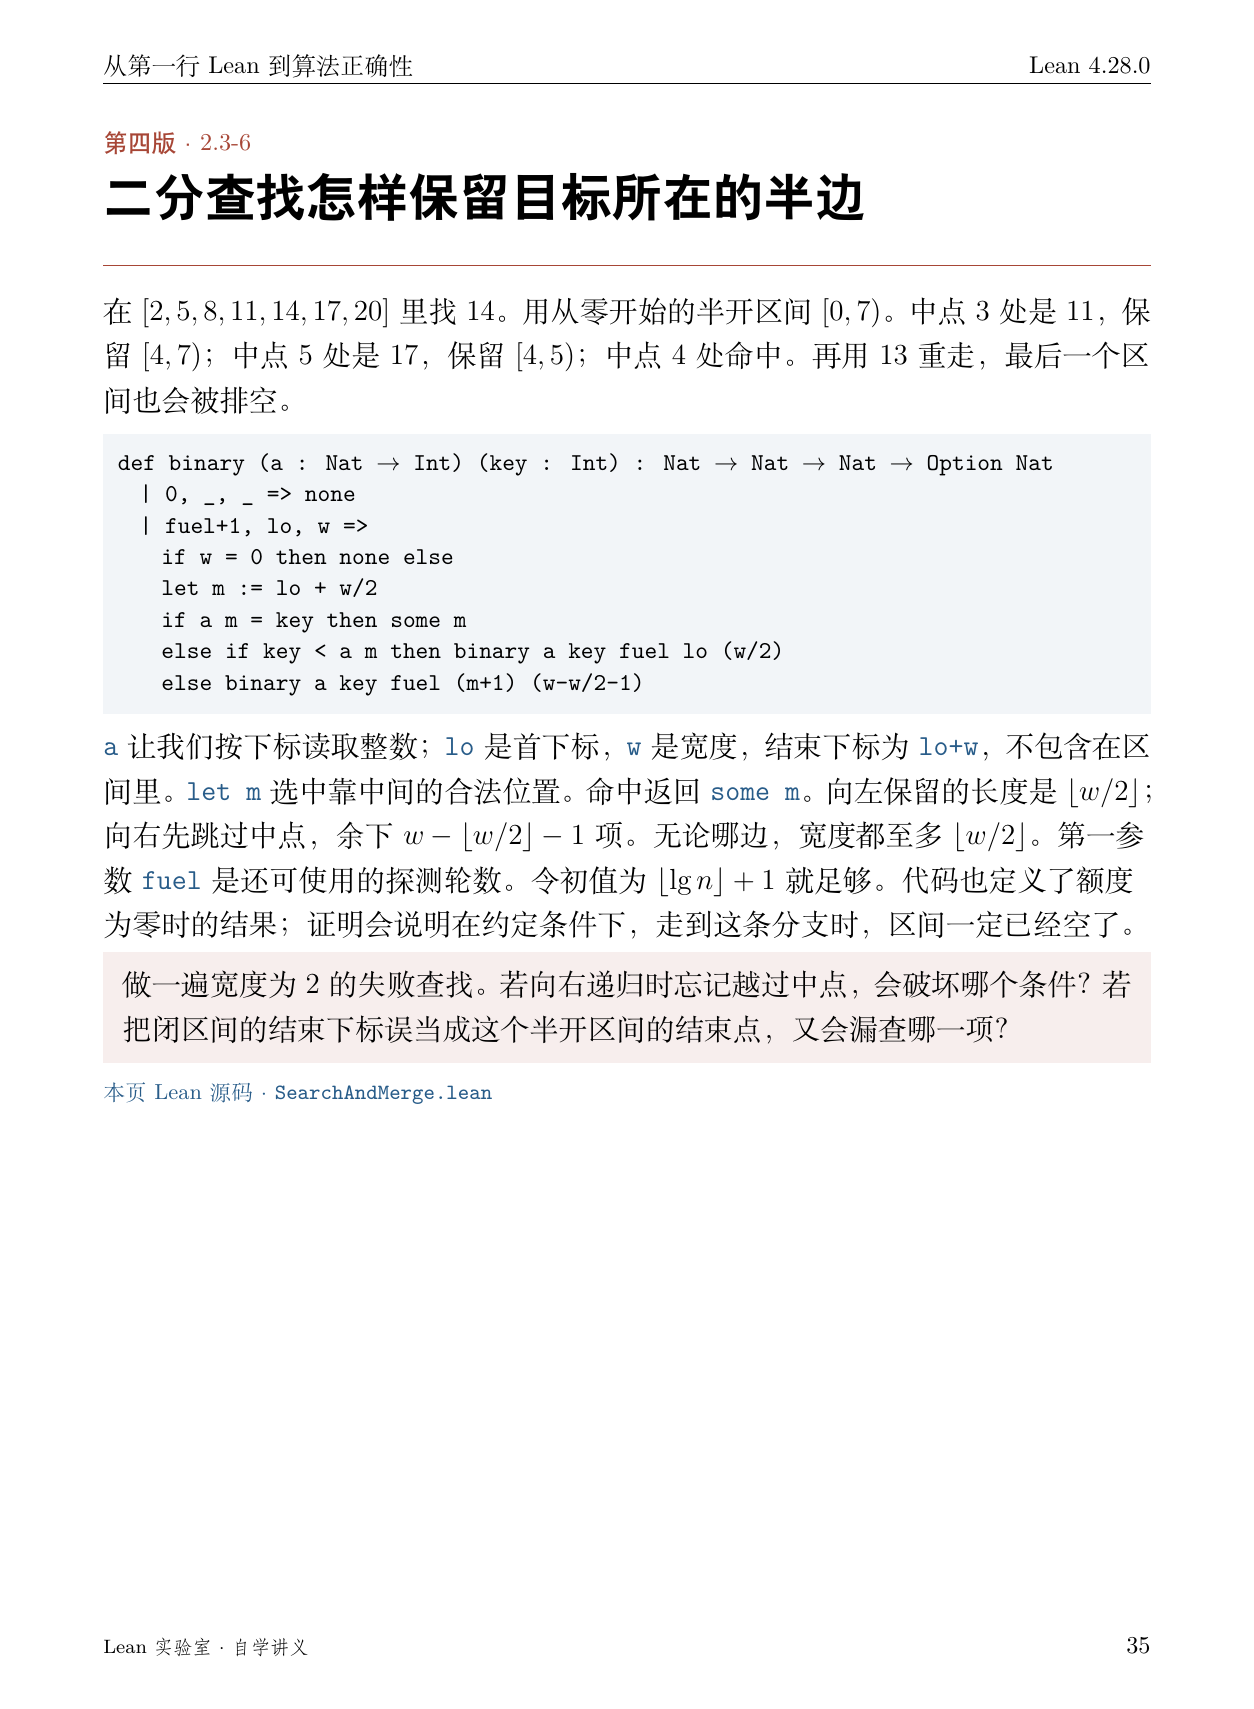 从第一行 Lean 到算法正确性
Lean 4.28.0
第四版 · 2.3-6
二分查找怎样保留目标所在的半边
在 [2, 5, 8, 11, 14, 17, 20] 里找 14。用从零开始的半开区间 [0, 7)。中点 3 处是 11，保
留 [4, 7)；中点 5 处是 17，保留 [4, 5)；中点 4 处命中。再用 13 重走，最后一个区
间也会被排空。
def binary (a : Nat → Int) (key : Int) : Nat → Nat → Nat → Option Nat
  | 0, _, _ => none
  | fuel+1, lo, w =>
    if w = 0 then none else
    let m := lo + w/2
    if a m = key then some m
    else if key < a m then binary a key fuel lo (w/2)
    else binary a key fuel (m+1) (w-w/2-1)
a 让我们按下标读取整数；lo 是首下标，w 是宽度，结束下标为 lo+w，不包含在区
间里。let m 选中靠中间的合法位置。命中返回 some m。向左保留的长度是 ⌊w/2⌋；
向右先跳过中点，余下 w − ⌊w/2⌋ − 1 项。无论哪边，宽度都至多 ⌊w/2⌋。第一参
数 fuel 是还可使用的探测轮数。令初值为 ⌊lg n⌋ + 1 就足够。代码也定义了额度
为零时的结果；证明会说明在约定条件下，走到这条分支时，区间一定已经空了。
做一遍宽度为 2 的失败查找。若向右递归时忘记越过中点，会破坏哪个条件？若
把闭区间的结束下标误当成这个半开区间的结束点，又会漏查哪一项？
本页 Lean 源码 · SearchAndMerge.lean
Lean 实验室 · 自学讲义
35